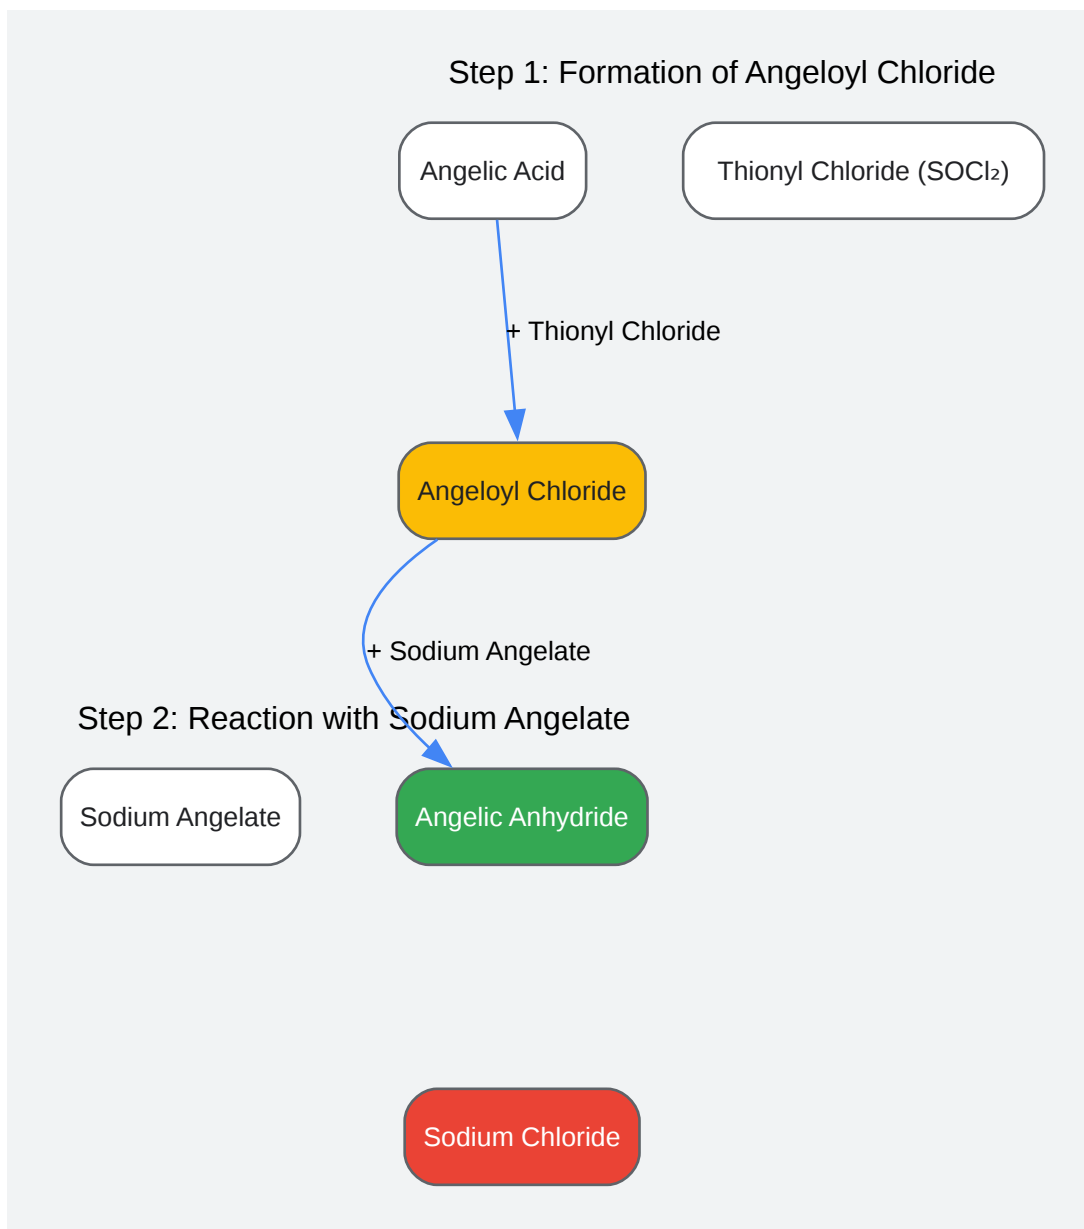 Step 1: Formation of Angeloyl Chloride
Angelic Acid
Thionyl Chloride (SOCl₂)
+ Thionyl Chloride
Angeloyl Chloride
+ Sodium Angelate
Step 2: Reaction with Sodium Angelate
Sodium Angelate
Angelic Anhydride
Sodium Chloride